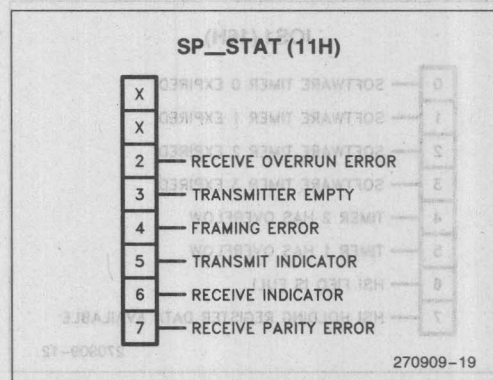 SP__STAT (11H)
X
X
2 RECEIVE OVERRUN ERROR
3 TRANSMITTER EMPTY
4 FRAMING ERROR
5 TRANSMIT INDICATOR
6 RECEIVE INDICATOR
7 RECEIVE PARITY ERROR
270909-19